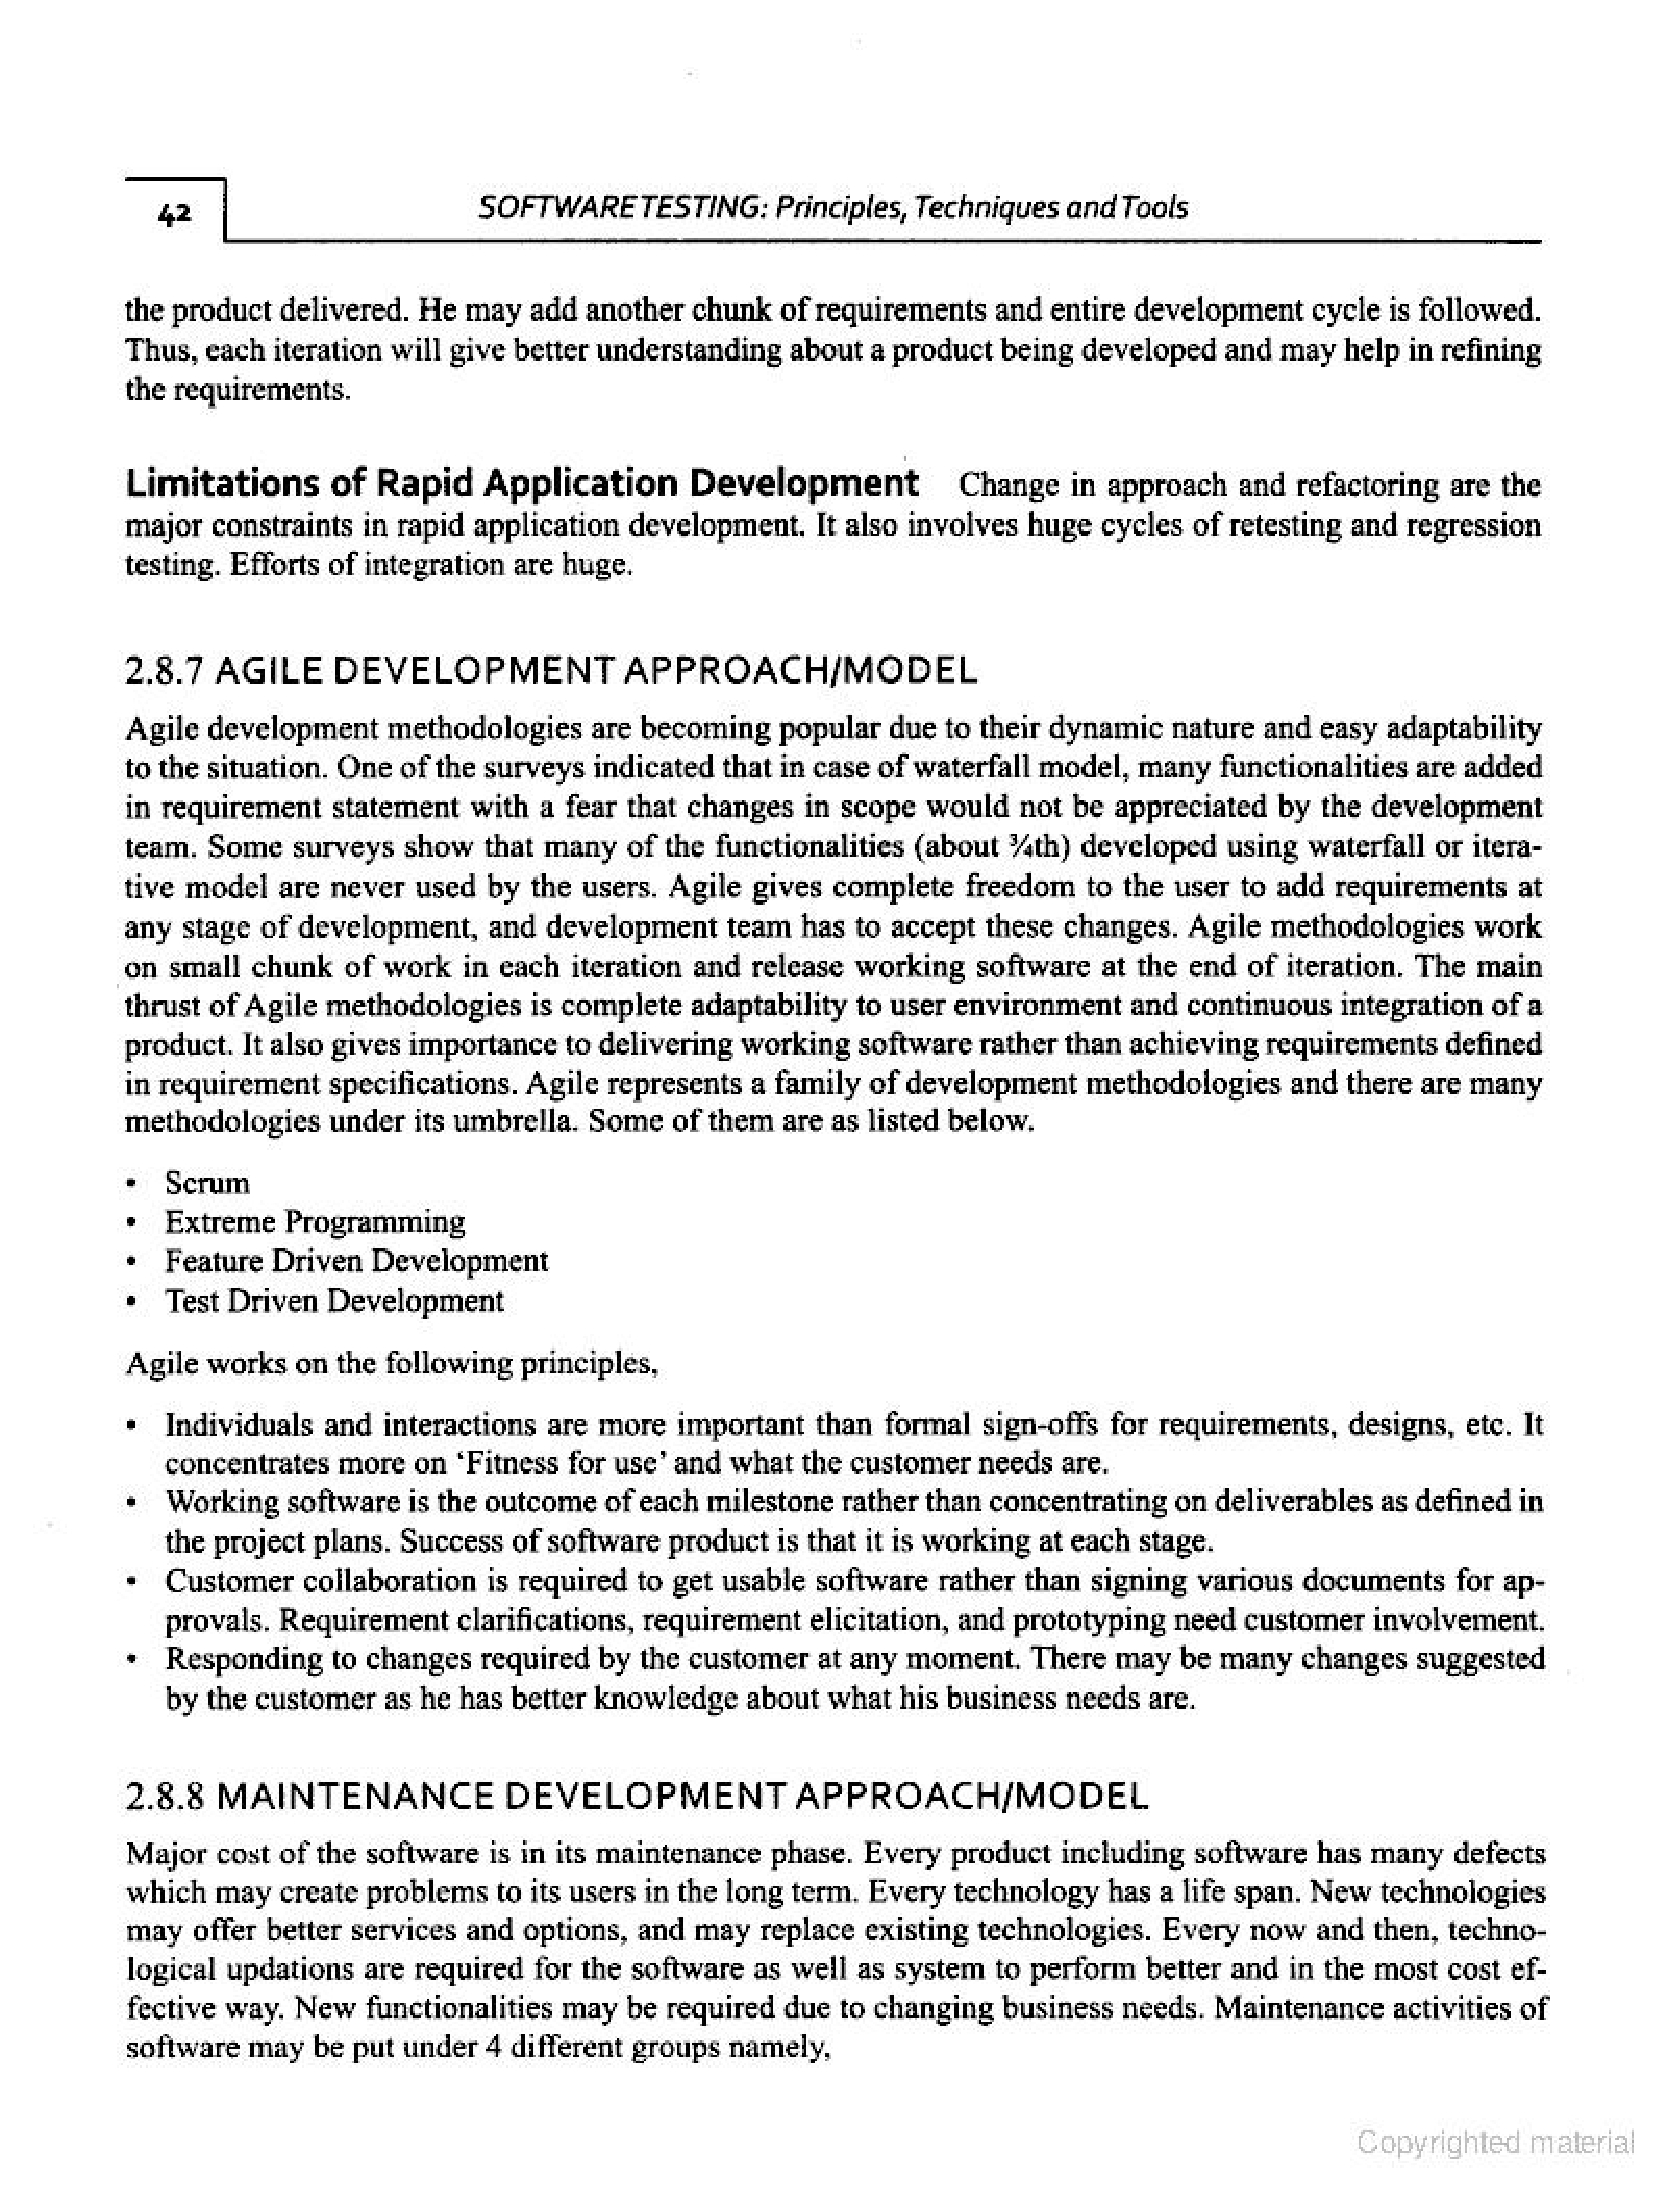 42
SOFTWARE TESTING: Principles, Techniques and Tools
the product delivered. He may add another chunk of requirements and entire development cycle is followed.
Thus, each iteration will give better understanding about a product being developed and may help in refining
the requirements.
Limitations of Rapid Application Development Change in approach and refactoring are the
major constraints in rapid application development. It also involves huge cycles of retesting and regression
testing. Efforts of integration are huge.
2.8.7 AGILE DEVELOPMENT APPROACH/MODEL
Agile development methodologies are becoming popular due to their dynamic nature and easy adaptability
to the situation. One of the surveys indicated that in case of waterfall model, many functionalities are added
in requirement statement with a fear that changes in scope would not be appreciated by the development
team. Some surveys show that many of the functionalities (about ¾th) developed using waterfall or itera-
tive model are never used by the users. Agile gives complete freedom to the user to add requirements at
any stage of development, and development team has to accept these changes. Agile methodologies work
on small chunk of work in each iteration and release working software at the end of iteration. The main
thrust of Agile methodologies is complete adaptability to user environment and continuous integration of a
product. It also gives importance to delivering working software rather than achieving requirements defined
in requirement specifications. Agile represents a family of development methodologies and there are many
methodologies under its umbrella. Some of them are as listed below.
• Scrum
• Extreme Programming
• Feature Driven Development
• Test Driven Development
Agile works on the following principles,
• Individuals and interactions are more important than formal sign-offs for requirements, designs, etc. It
concentrates more on ‘Fitness for use’ and what the customer needs are.
• Working software is the outcome of each milestone rather than concentrating on deliverables as defined in
the project plans. Success of software product is that it is working at each stage.
• Customer collaboration is required to get usable software rather than signing various documents for ap-
provals. Requirement clarifications, requirement elicitation, and prototyping need customer involvement.
• Responding to changes required by the customer at any moment. There may be many changes suggested
by the customer as he has better knowledge about what his business needs are.
2.8.8 MAINTENANCE DEVELOPMENT APPROACH/MODEL
Major cost of the software is in its maintenance phase. Every product including software has many defects
which may create problems to its users in the long term. Every technology has a life span. New technologies
may offer better services and options, and may replace existing technologies. Every now and then, techno-
logical updations are required for the software as well as system to perform better and in the most cost ef-
fective way. New functionalities may be required due to changing business needs. Maintenance activities of
software may be put under 4 different groups namely,
Copyrighted material